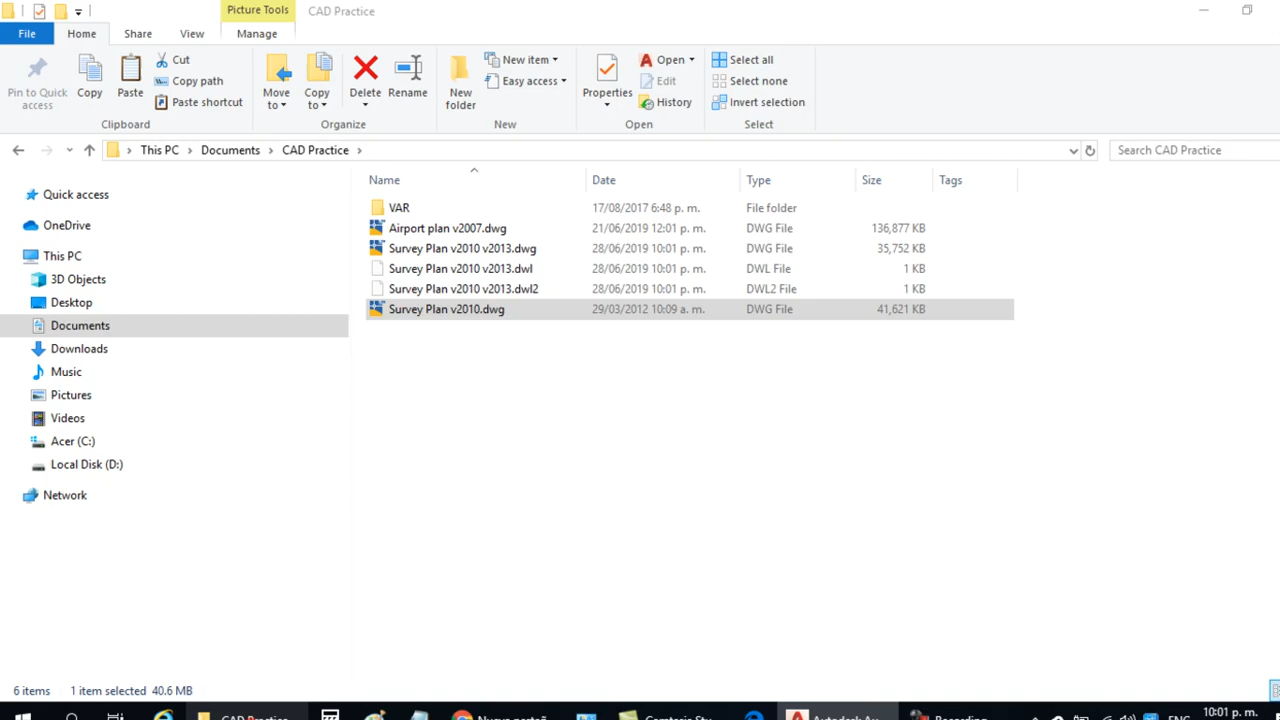 Picture Tools
CAD Practice
File
Home
Share
View
Manage
Pin to Quick access
Copy
Paste
Cut
Copy path
Paste shortcut
Move to
Copy to
Delete
Rename
New folder
New item
Easy access
Properties
Open
Edit
History
Select all
Select none
Invert selection
Clipboard
Organize
New
Open
Select
This PC
Documents
CAD Practice
Search CAD Practice
Name
Date
Type
Size
Tags
VAR 17/08/2017 6:48 p. m. File folder
Airport plan v2007.dwg 21/06/2019 12:01 p. m. DWG File 136,877 KB
Survey Plan v2010 v2013.dwg 28/06/2019 10:01 p. m. DWG File 35,752 KB
Survey Plan v2010 v2013.dwl 28/06/2019 10:01 p. m. DWL File 1 KB
Survey Plan v2010 v2013.dwl2 28/06/2019 10:01 p. m. DWL2 File 1 KB
Survey Plan v2010.dwg 29/03/2012 10:09 a. m. DWG File 41,621 KB
Quick access
OneDrive
This PC
3D Objects
Desktop
Documents
Downloads
Music
Pictures
Videos
Acer (C:)
Local Disk (D:)
Network
6 items
1 item selected 40.6 MB
CAD Practice
Camtasia Stu
Autodesk Au
Recording
ENG
10:01 p. m.